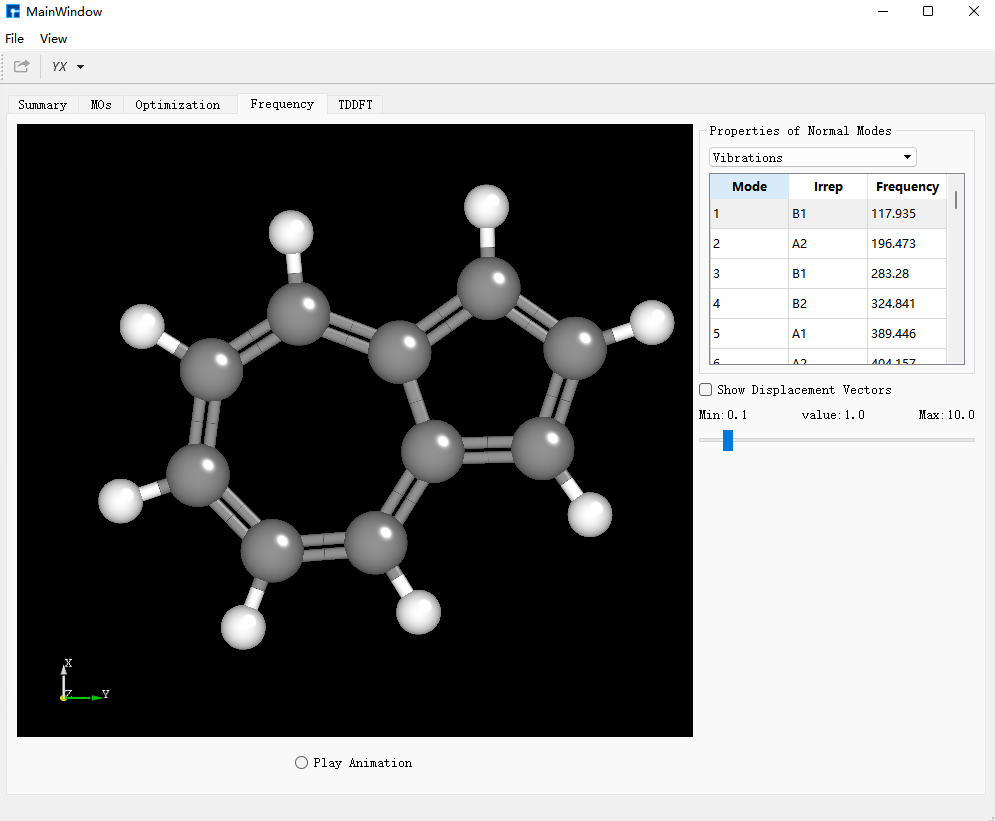 MainWindow
File View
YX
Summary MOs Optimization Frequency TDDFT
Properties of Normal Modes
Vibrations
Mode Irrep Frequency
1 B1 117.935
2 A2 196.473
3 B1 283.28
4 B2 324.841
5 A1 389.446
6 A2 404.157
Show Displacement Vectors
Min:0.1 value:1.0 Max:10.0
X
Z Y
Play Animation